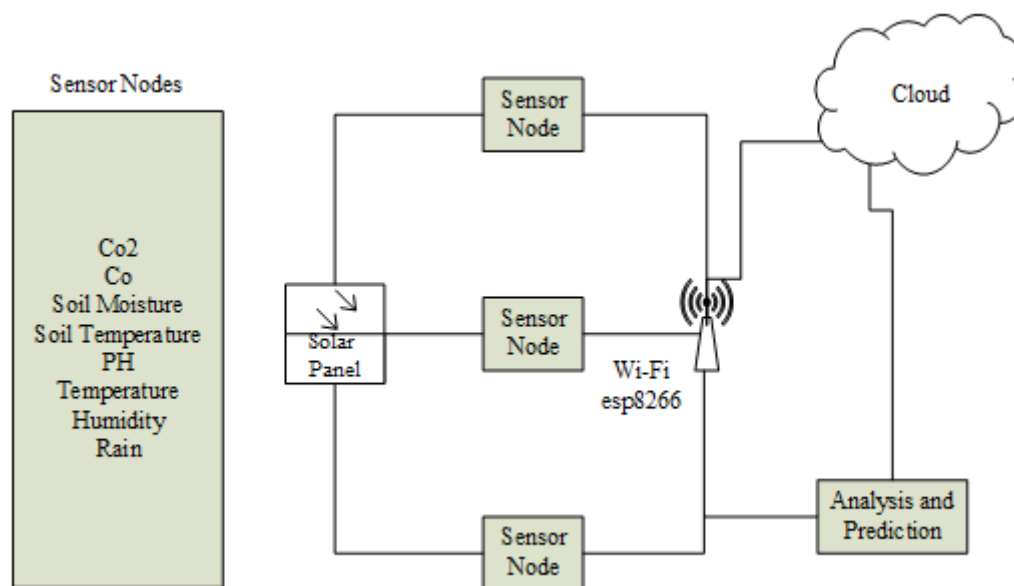 Sensor Nodes
Co2
Co
Soil Moisture
Soil Temperature
PH
Temperature
Humidity
Rain
Sensor
Node
Solar
Panel
Sensor
Node
Sensor
Node
Wi-Fi
esp8266
Cloud
Analysis and
Prediction